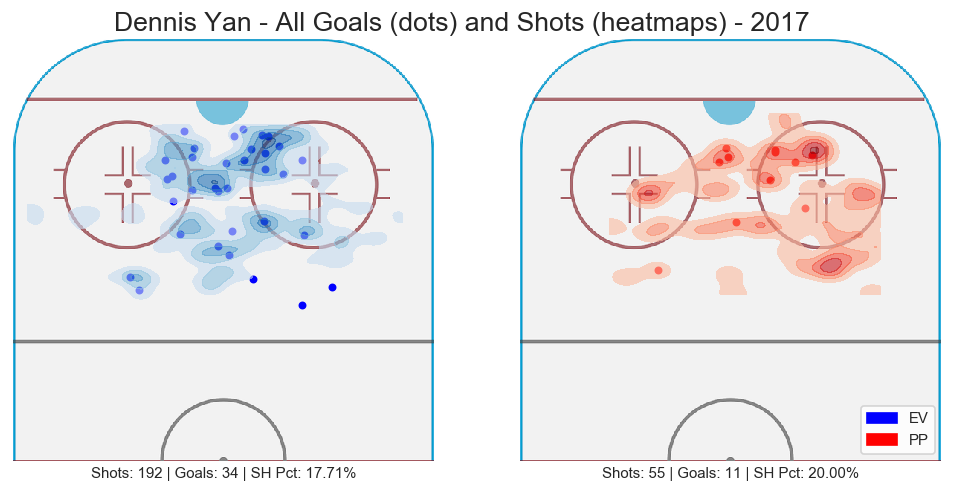 Dennis Yan - All Goals (dots) and Shots (heatmaps) - 2017
EV
PP
Shots: 192 | Goals: 34 | SH Pct: 17.71%
Shots: 55 | Goals: 11 | SH Pct: 20.00%